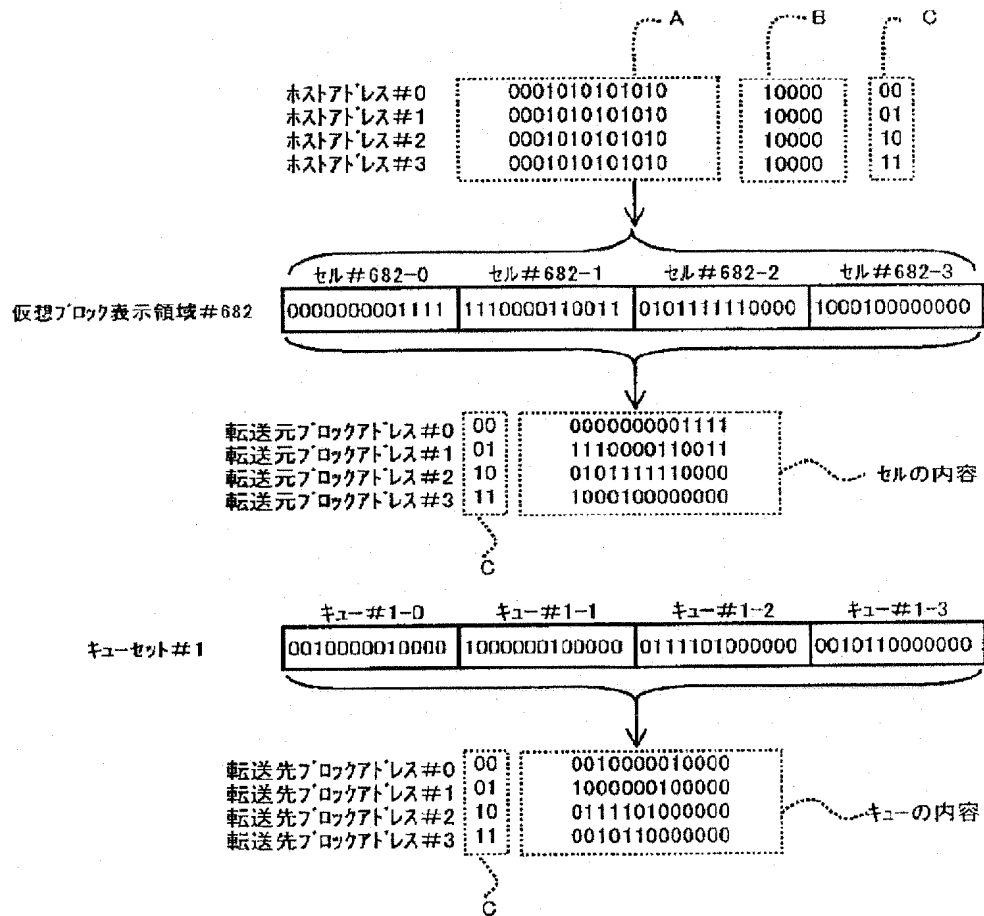 A B C
ホストアドレス#0 0001010101010 10000 00
ホストアドレス#1 0001010101010 10000 01
ホストアドレス#2 0001010101010 10000 10
ホストアドレス#3 0001010101010 10000 11
セル#682-0 セル#682-1 セル#682-2 セル#682-3
仮想ブロック表示領域#682 0000000001111 1110000110011 0101111110000 1000100000000
転送元ブロックアドレス#0 00 0000000001111
転送元ブロックアドレス#1 01 1110000110011
転送元ブロックアドレス#2 10 0101111110000
転送元ブロックアドレス#3 11 1000100000000
セルの内容
C
キュー#1-0 キュー#1-1 キュー#1-2 キュー#1-3
キューセット#1 0010000010000 1000000100000 0111101000000 0010110000000
転送先ブロックアドレス#0 00 0010000010000
転送先ブロックアドレス#1 01 1000000100000
転送先ブロックアドレス#2 10 0111101000000
転送先ブロックアドレス#3 11 0010110000000
キューの内容
C